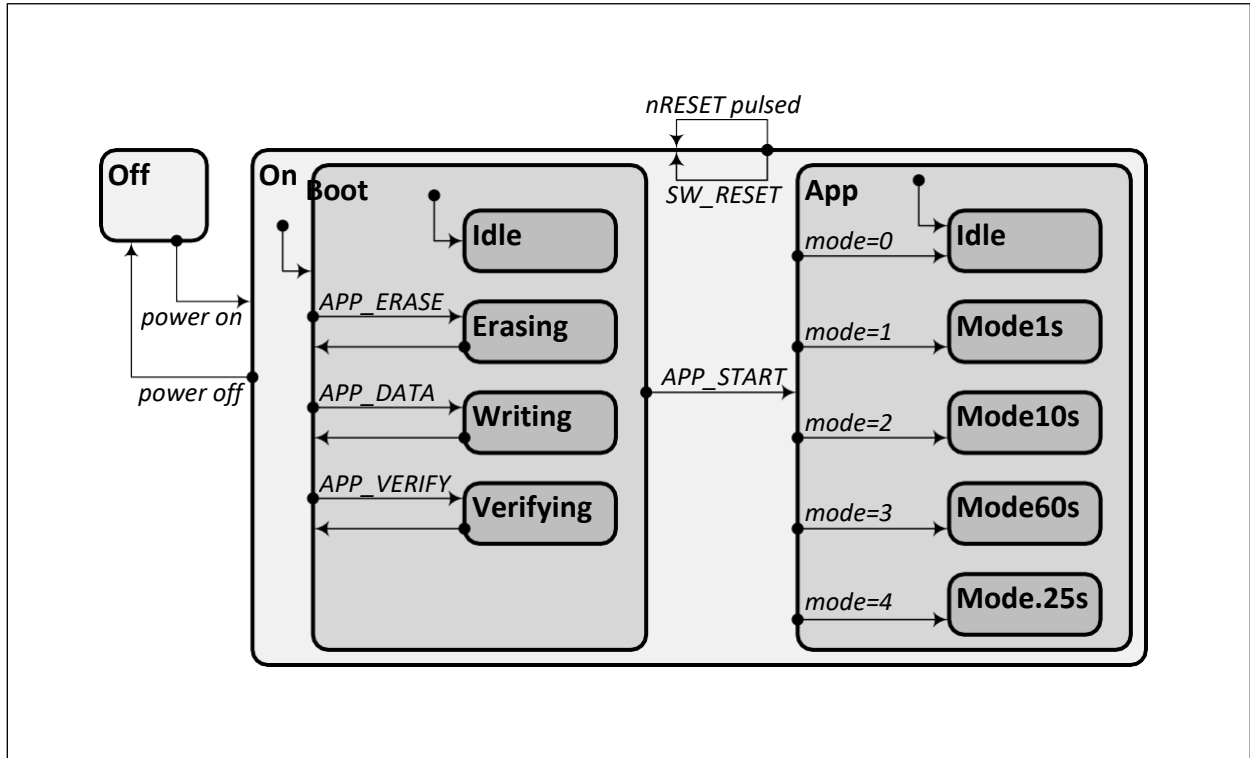 nRESET pulsed
Off
On
Boot
SW_RESET
App
Idle
mode=0
Idle
APP_ERASE
Erasing
mode=1
Mode1s
power on
power off
APP_DATA
Writing
APP_START
mode=2
Mode10s
APP_VERIFY
Verifying
mode=3
Mode60s
mode=4
Mode.25s